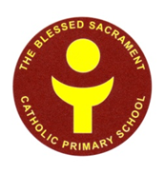 THE BLESSED SACRAMENT
CATHOLIC PRIMARY SCHOOL